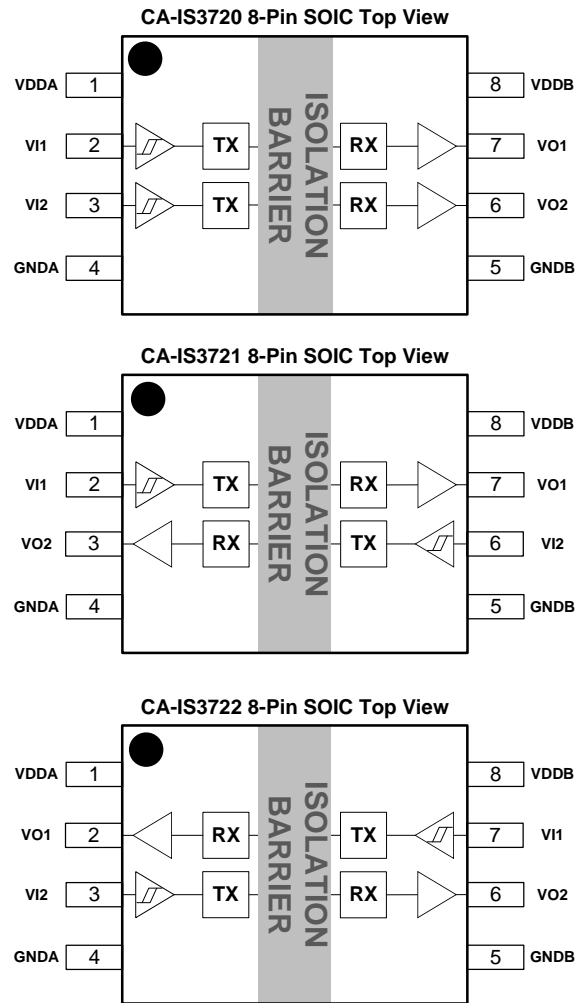 CA-IS3720 8-Pin SOIC Top View
VDDA 1 8 VDDB
VI1 2 TX RX 7 VO1
VI2 3 TX RX 6 VO2
GNDA 4 5 GNDB
ISOLATION
BARRIER
CA-IS3721 8-Pin SOIC Top View
VDDA 1 8 VDDB
VI1 2 TX RX 7 VO1
VO2 3 RX TX 6 VI2
GNDA 4 5 GNDB
ISOLATION
BARRIER
CA-IS3722 8-Pin SOIC Top View
VDDA 1 8 VDDB
VO1 2 RX TX 7 VI1
VI2 3 TX RX 6 VO2
GNDA 4 5 GNDB
ISOLATION
BARRIER